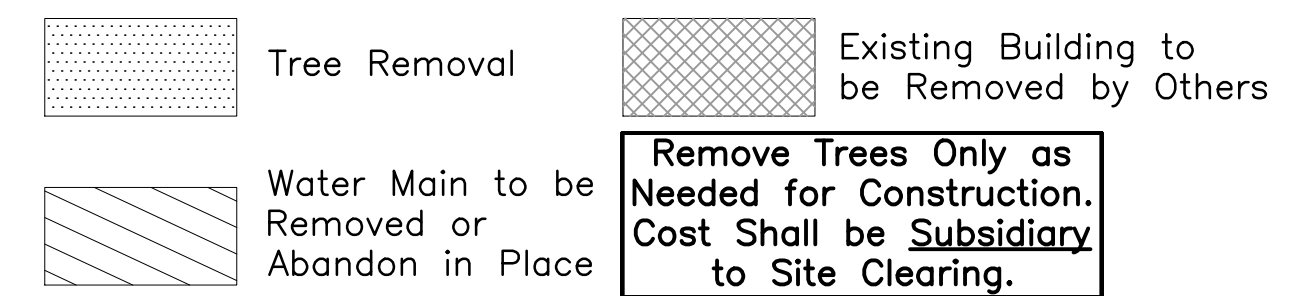 Tree Removal
Existing Building to
be Removed by Others
Water Main to be
Removed or
Abandon in Place
Remove Trees Only as
Needed for Construction.
Cost Shall be Subsidiary
to Site Clearing.